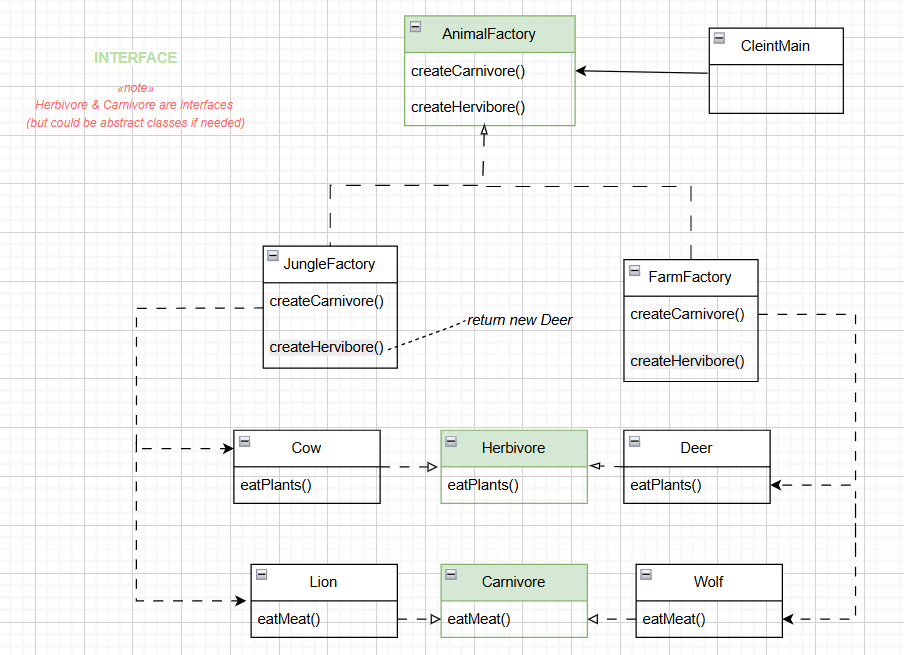 AnimalFactory
createCarnivore()
createHervibore()
CleintMain
INTERFACE
«note»
Herbivore & Carnivore are interfaces
(but could be abstract classes if needed)
JungleFactory
createCarnivore()
createHervibore()
return new Deer
FarmFactory
createCarnivore()
createHervibore()
Cow
eatPlants()
Herbivore
eatPlants()
Deer
eatPlants()
Lion
eatMeat()
Carnivore
eatMeat()
Wolf
eatMeat()